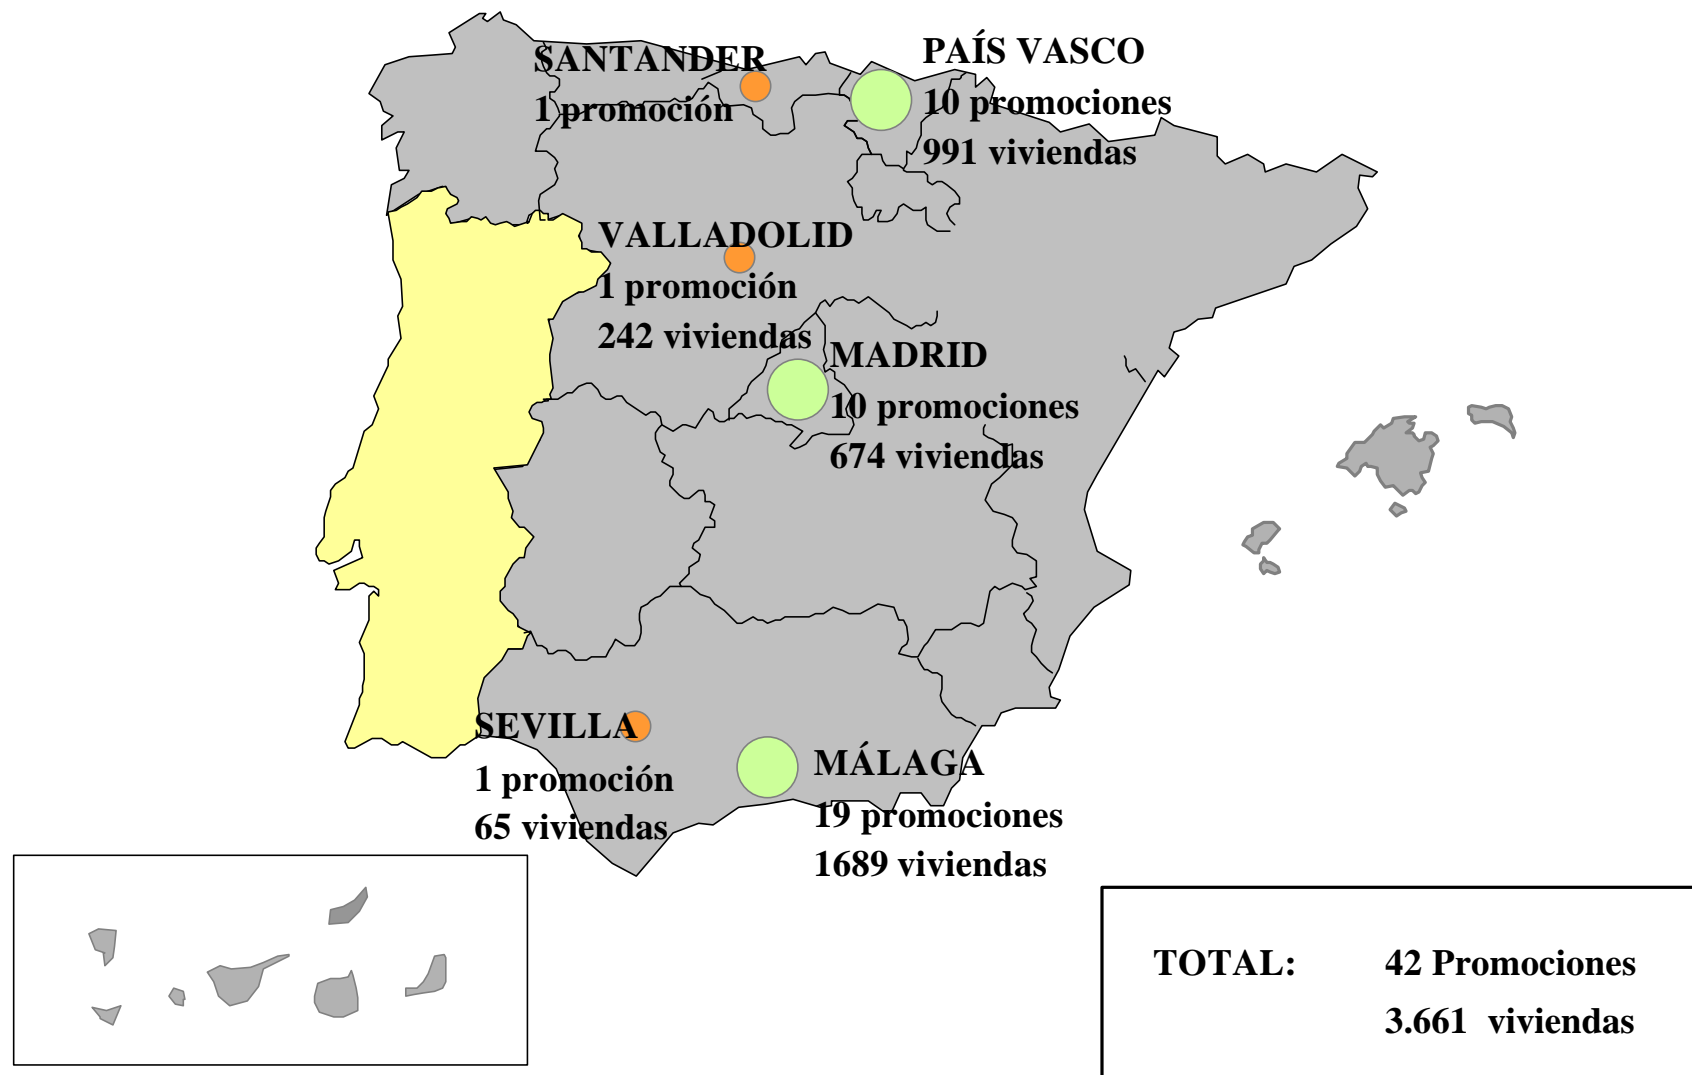 SANTANDER
1 promoción
PAÍS VASCO
10 promociones
991 viviendas
VALLADOLID
1 promoción
242 viviendas
MADRID
10 promociones
674 viviendas
SEVILLA
1 promoción
65 viviendas
MÁLAGA
19 promociones
1689 viviendas
TOTAL: 42 Promociones
3.661 viviendas